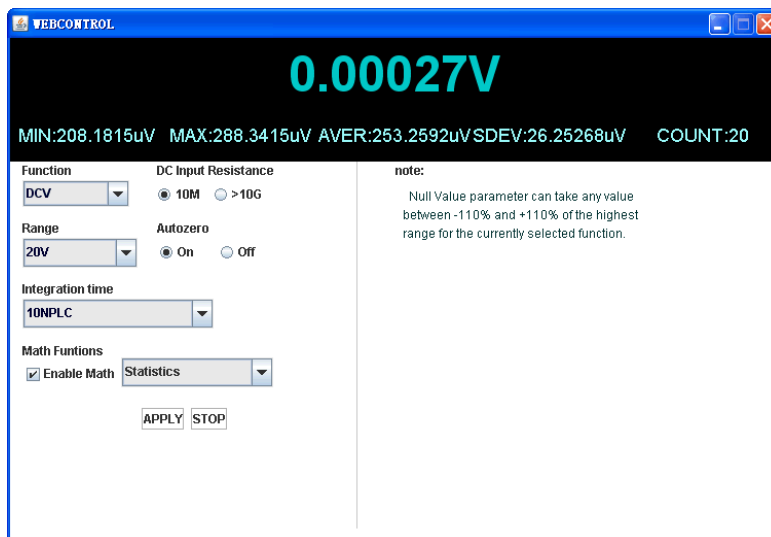 WEBCONTROL
0.00027V
MIN:208.1815uV MAX:288.3415uV AVER:253.2592uV SDEV:26.25268uV COUNT:20
Function
DC Input Resistance
DCV
10M
>10G
Range
Autozero
20V
On
Off
Integration time
10NPLC
Math Funtions
Enable Math
Statistics
APPLY
STOP
note:
Null Value parameter can take any value
between -110% and +110% of the highest
range for the currently selected function.